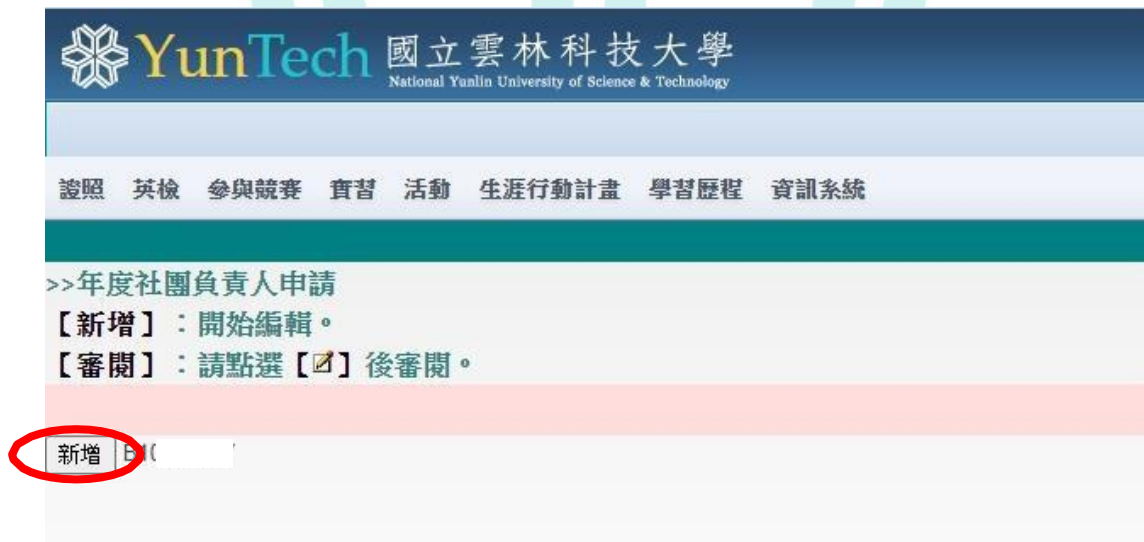 YunTech 國立雲林科技大學
National Yunlin University of Science & Technology
證照 英檢 參與競賽 實習 活動 生涯行動計畫 學習歷程 資訊系統
>>年度社團負責人申請
【新增】：開始編輯。
【審閱】：請點選【】後審閱。
新增